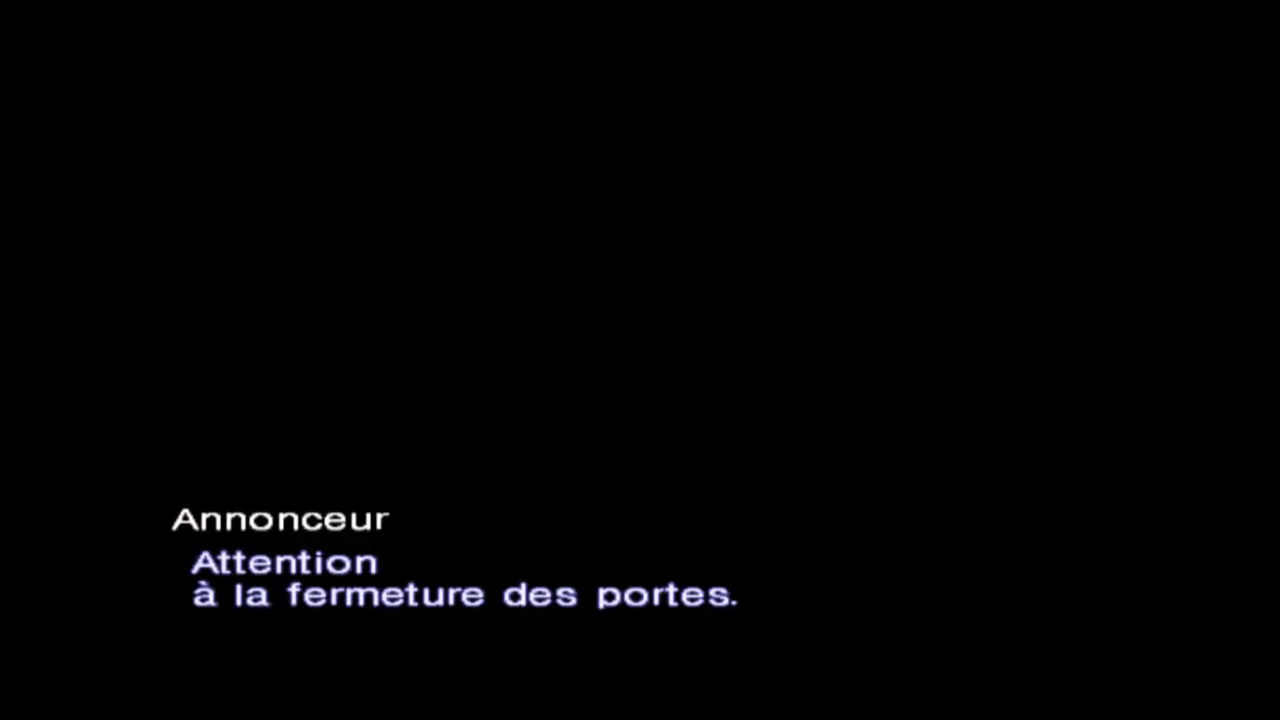 Annonceur
Attention
à la fermeture des portes.